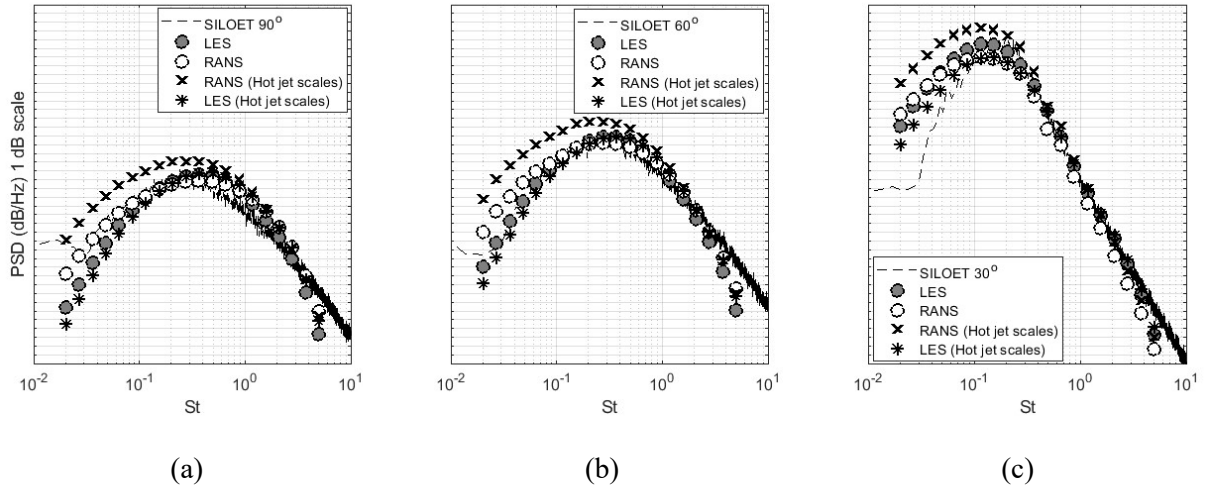 PSD (dB/Hz) 1 dB scale
SILOET 90°
LES
RANS
RANS (Hot jet scales)
LES (Hot jet scales)
10⁻² 10⁻¹ 10⁰ 10¹
St
(a)
SILOET 60°
LES
RANS
RANS (Hot jet scales)
LES (Hot jet scales)
10⁻² 10⁻¹ 10⁰ 10¹
St
(b)
SILOET 30°
LES
RANS
RANS (Hot jet scales)
LES (Hot jet scales)
10⁻² 10⁻¹ 10⁰ 10¹
St
(c)